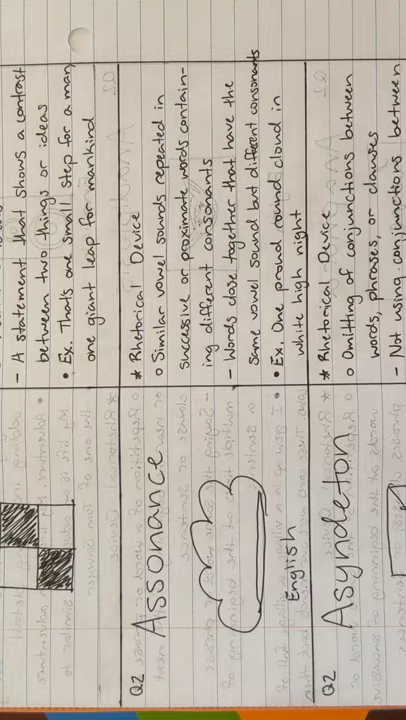 - A statement that shows a contrast
between two things or ideas
• Ex. That's one small step for a man,
one giant leap for mankind
Q2
Assonance
English
* Rhetorical Device
o Similar vowel sounds repeated in
successive or proximate words contain-
ing different consonants
- Words close together that have the
same vowel sound but different consonants
• Ex. One proud round cloud in
white high night
Q2
Asyndeton
* Rhetorical Device
o Omitting of conjunctions between
words, phrases, or clauses
- Not using conjunctions between